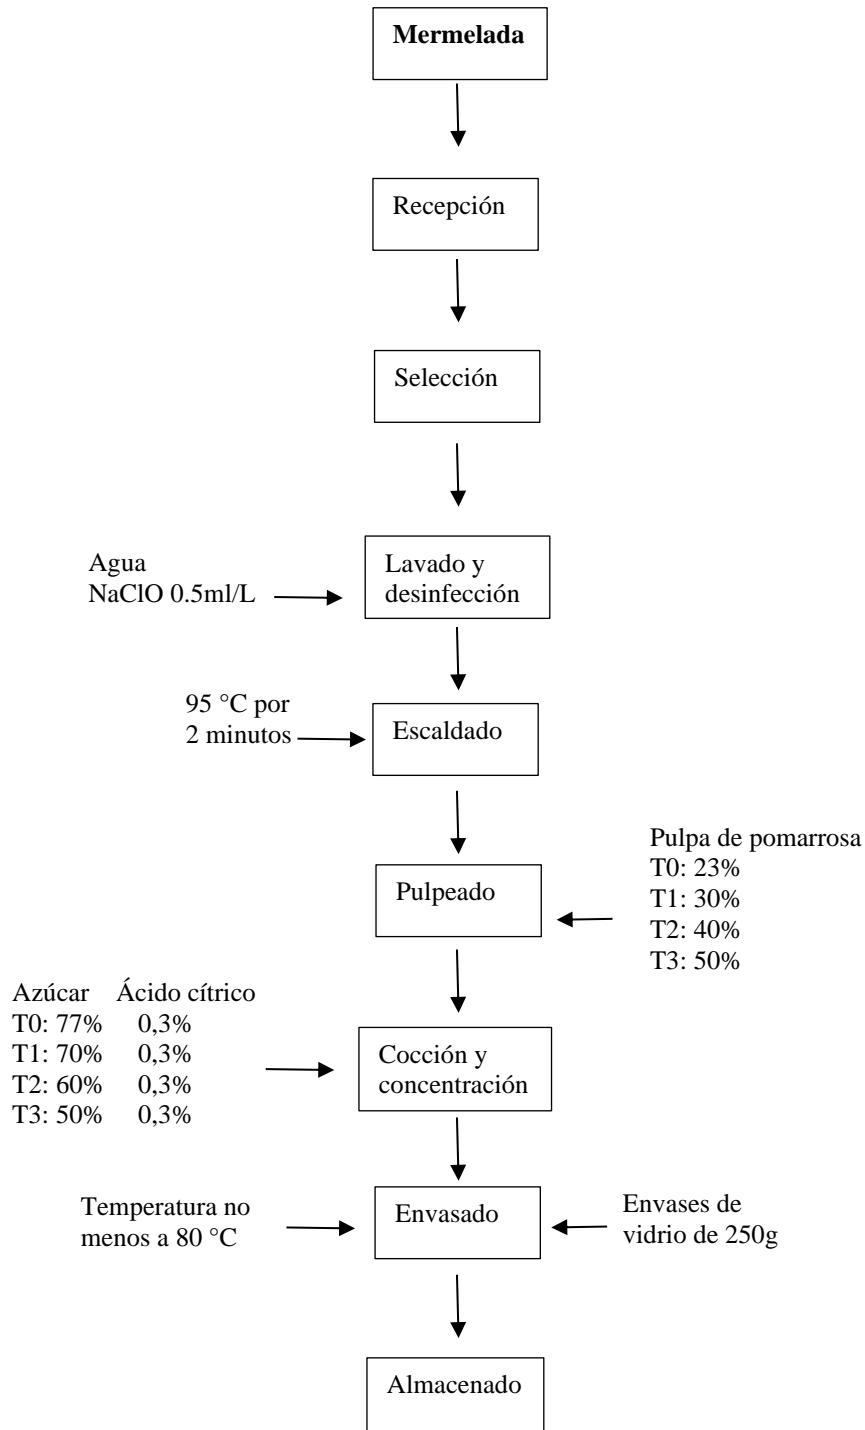 Mermelada
Recepción
Selección
Agua
NaClO 0.5ml/L
Lavado y
desinfección
95 °C por
2 minutos
Escaldado
Pulpeado
Pulpa de pomarrosa
T0: 23%
T1: 30%
T2: 40%
T3: 50%
Azúcar Ácido cítrico
T0: 77% 0,3%
T1: 70% 0,3%
T2: 60% 0,3%
T3: 50% 0,3%
Cocción y
concentración
Temperatura no
menos a 80 °C
Envasado
Envases de
vidrio de 250g
Almacenado